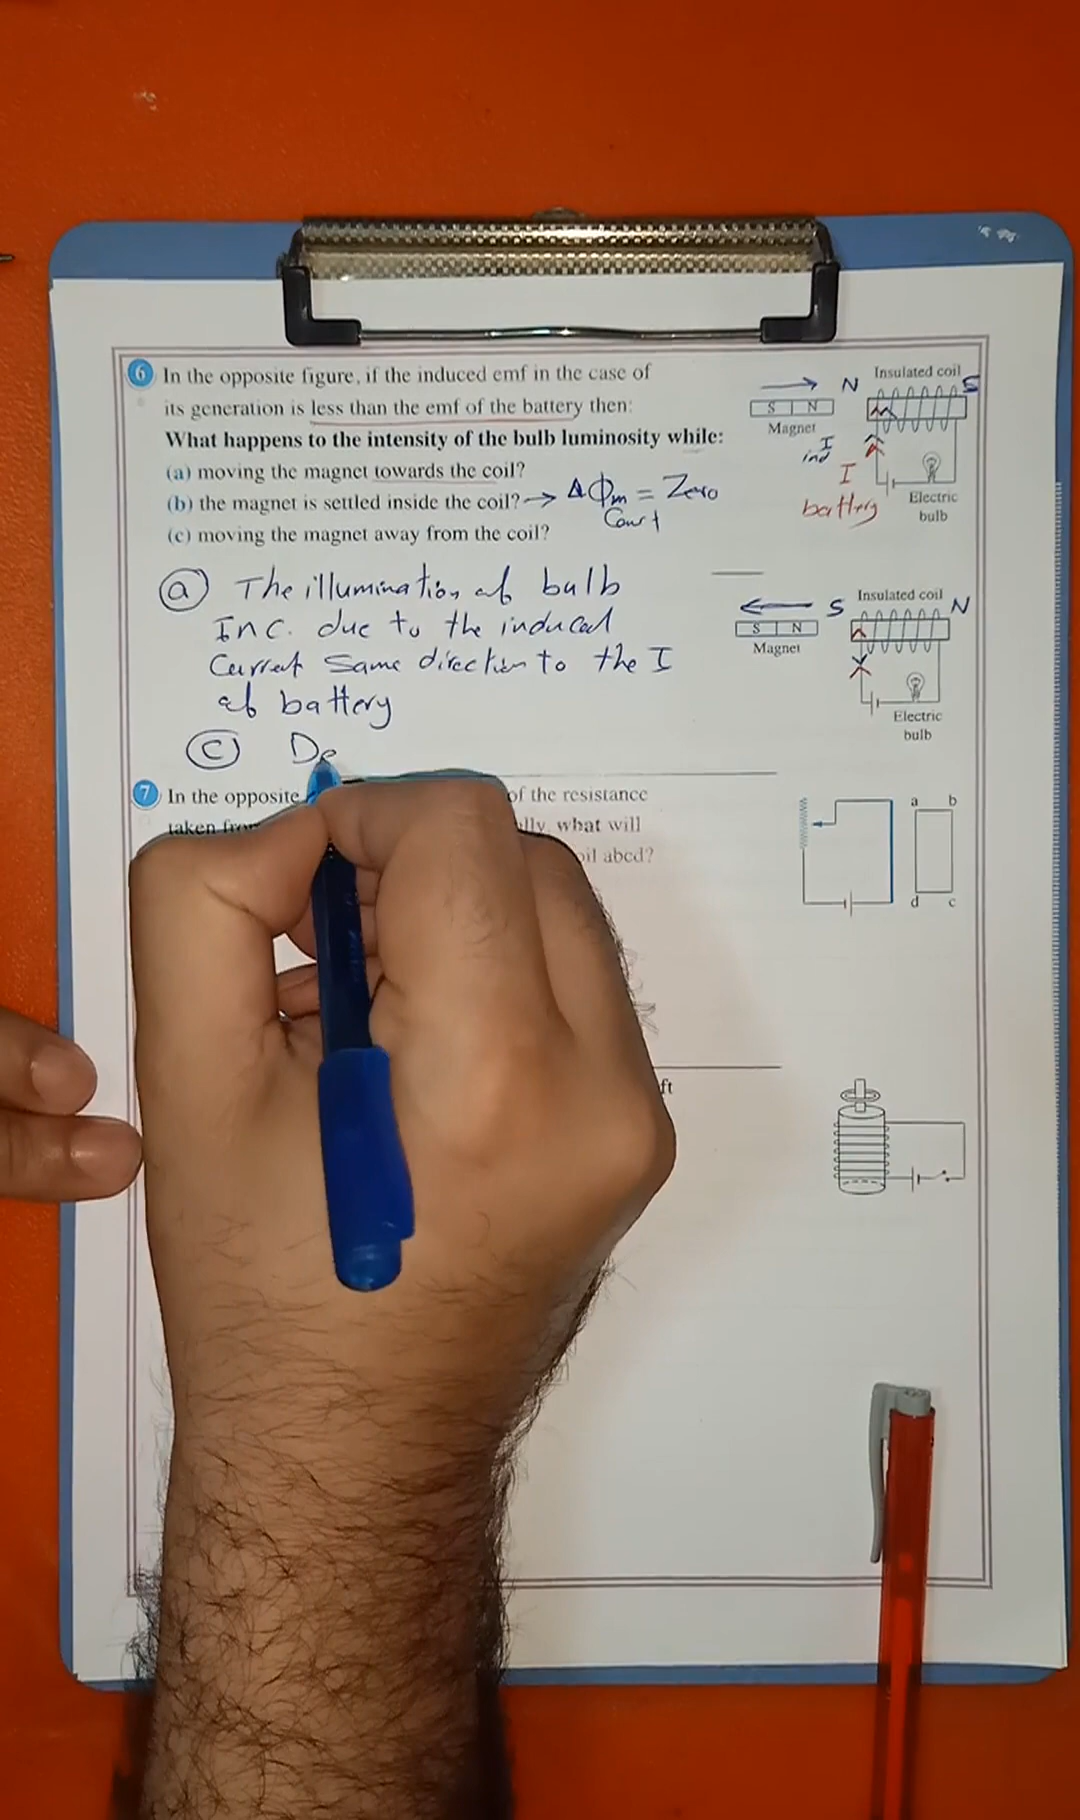 6 In the opposite figure, if the induced emf in the case of
its generation is less than the emf of the battery then:
What happens to the intensity of the bulb luminosity while:
(a) moving the magnet towards the coil?
(b) the magnet is settled inside the coil? → Δϕm = Zero
Const
(c) moving the magnet away from the coil?
Insulated coil
N S
S N
Magnet
I ind
I
battery
Electric
bulb
a The illumination of bulb
Inc. due to the induced
Current Same direction to the I
of battery
c De
Insulated coil
S N
S N
Magnet
Electric
bulb
7 In the opposite of the resistance
taken what will
abcd?
a b
d c